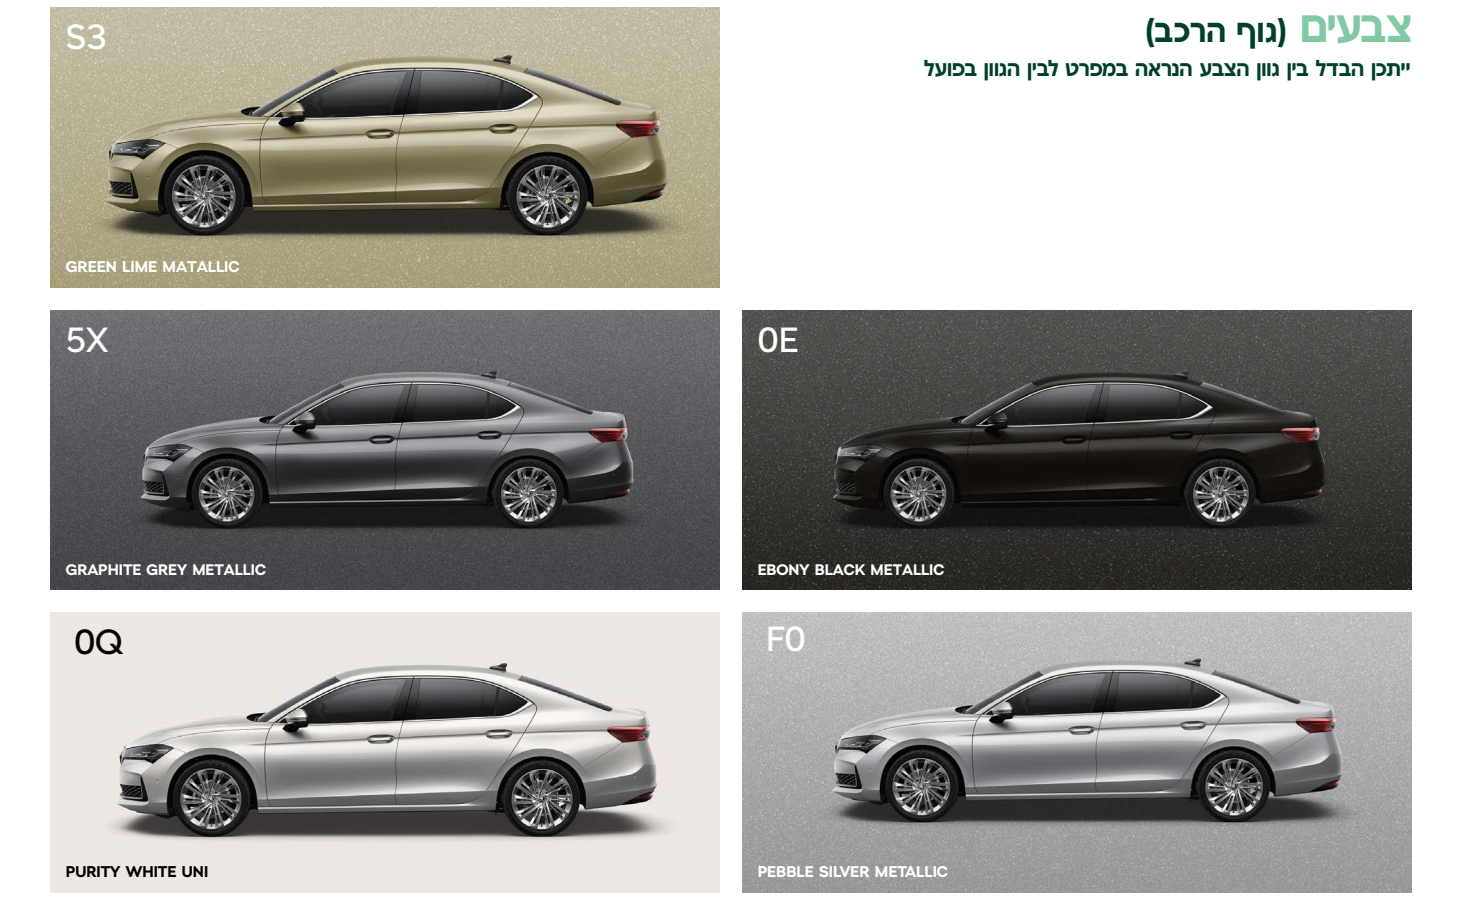 צבעים (גוף הרכב)
ייתכן הבדל בין גוון הצבע הנראה במפרט לבין הגוון בפועל
S3
GREEN LIME MATALLIC
0E
EBONY BLACK METALLIC
5X
GRAPHITE GREY METALLIC
F0
PEBBLE SILVER METALLIC
0Q
PURITY WHITE UNI